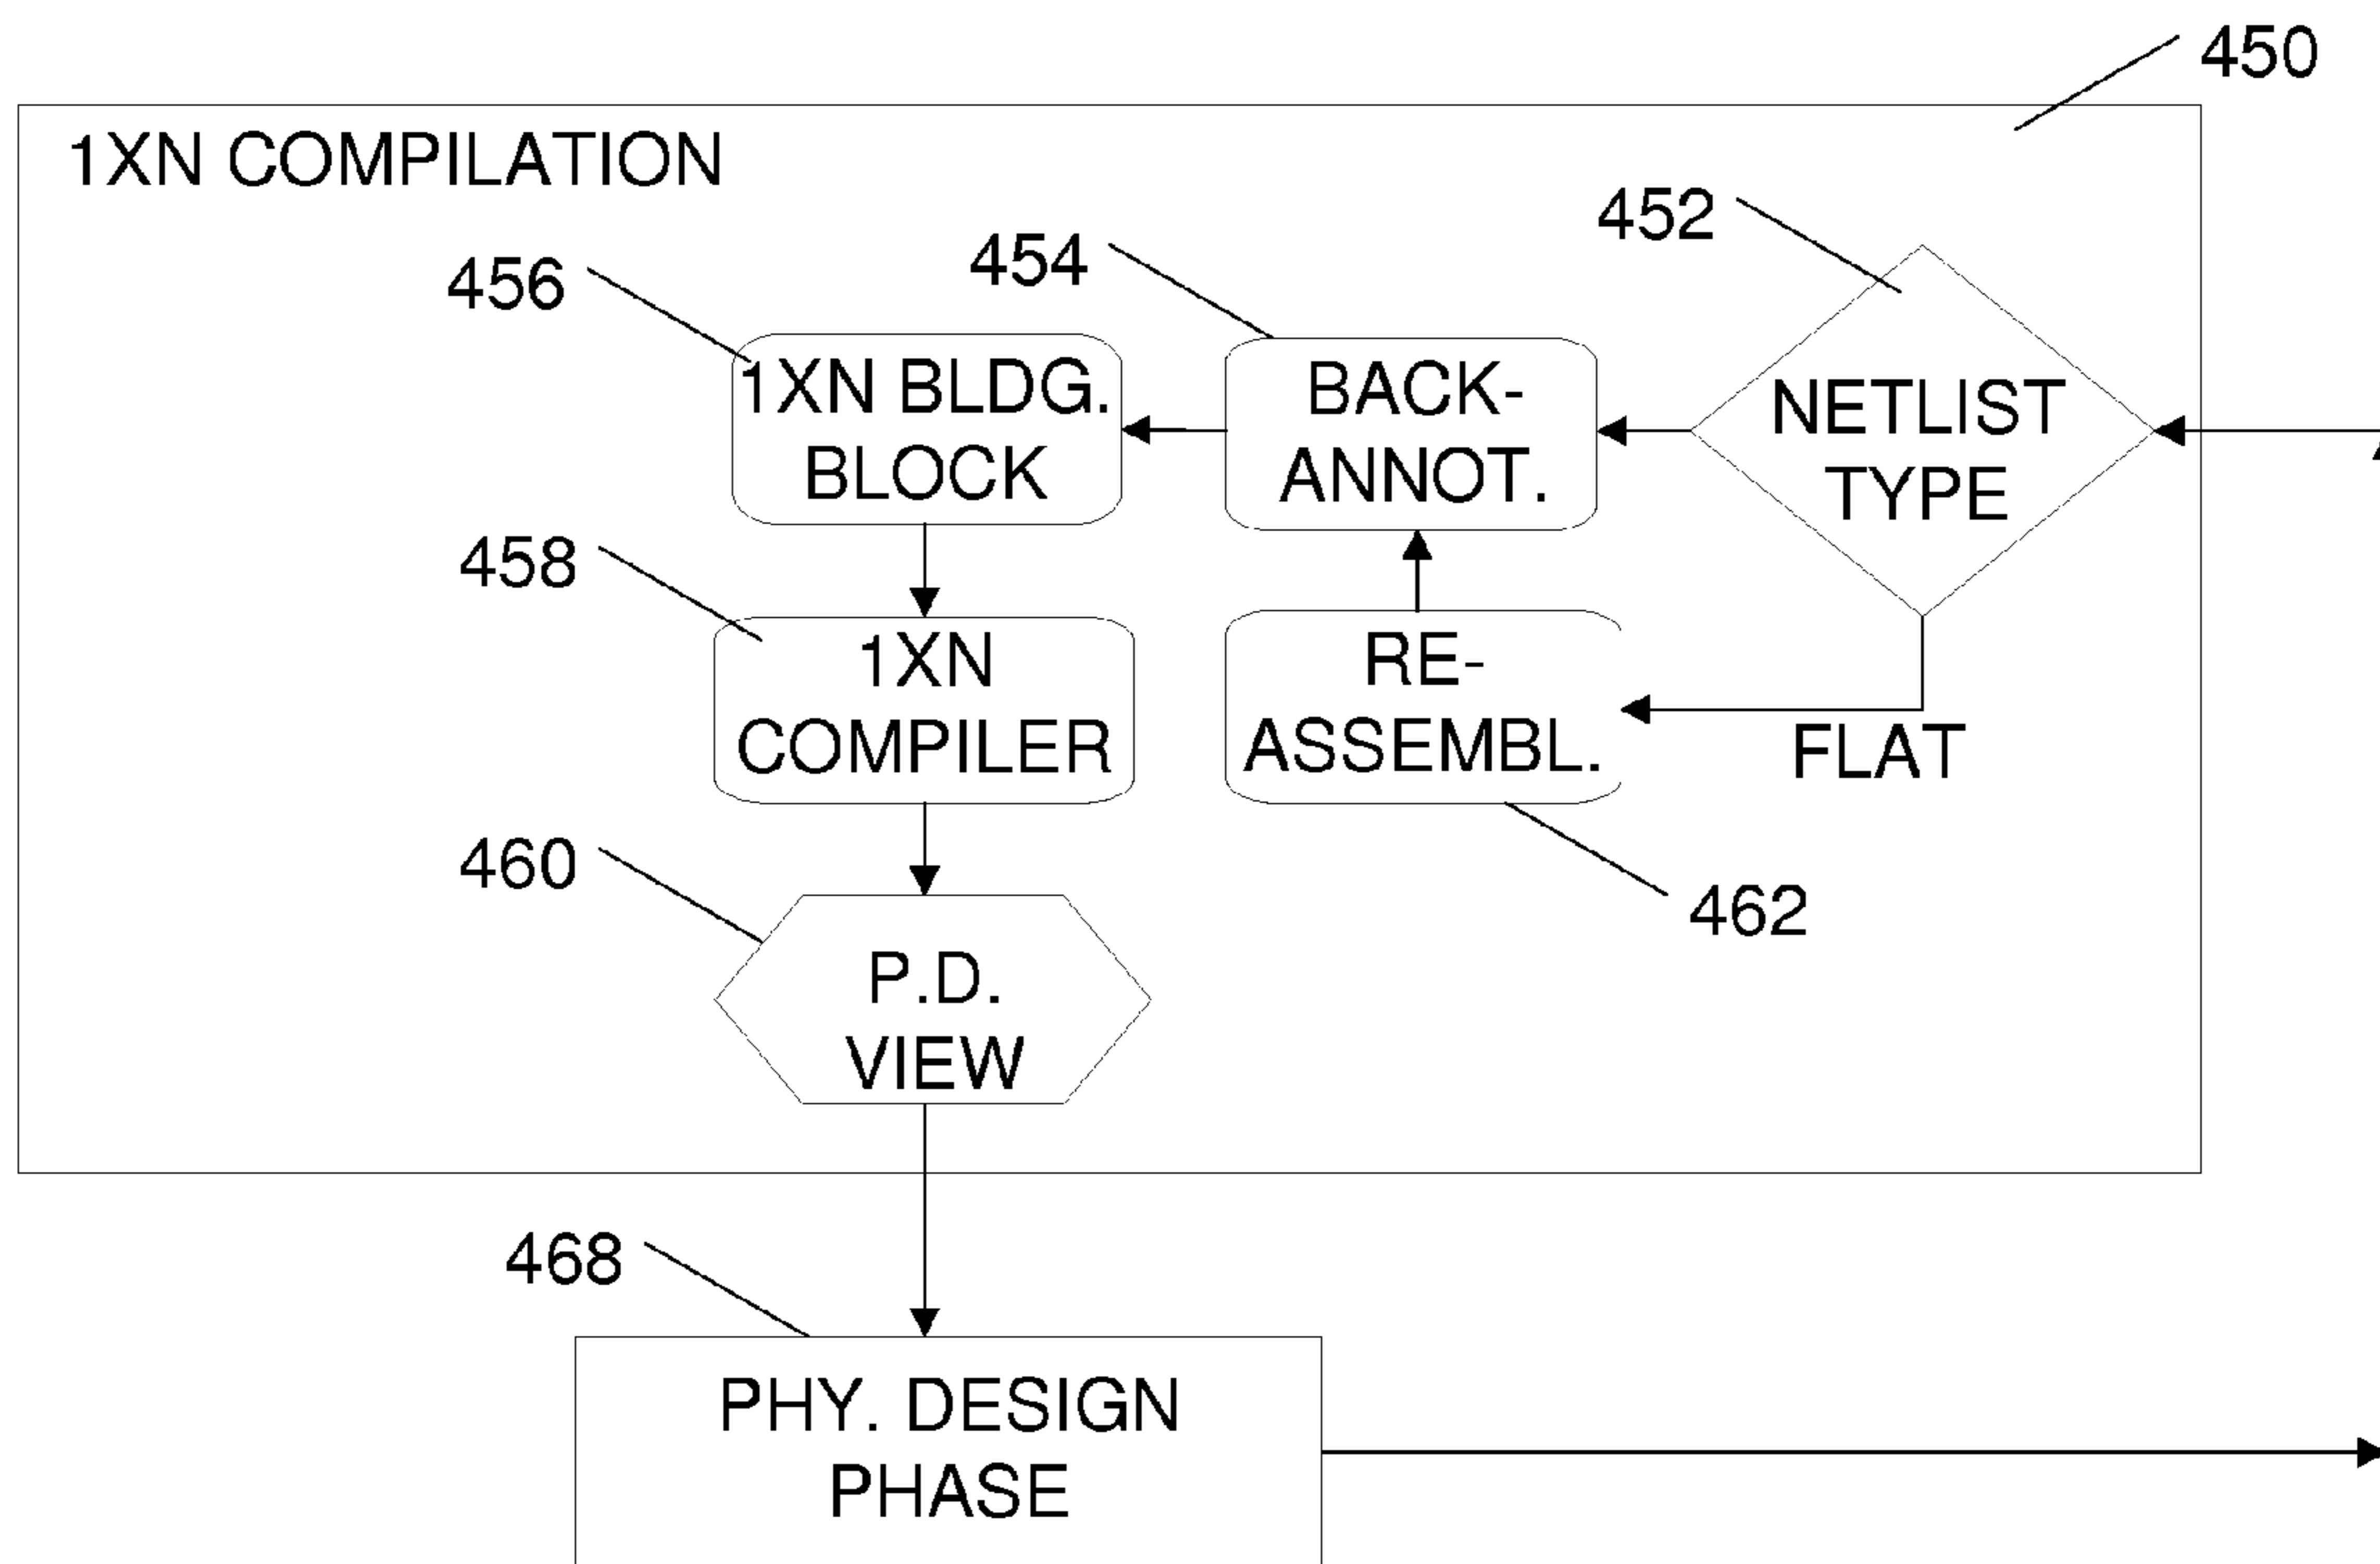 450
1XN COMPILATION
452
454
456
1XN BLDG.
BLOCK
BACK-
ANNOT.
NETLIST
TYPE
458
1XN
COMPILER
RE-
ASSEMBL.
FLAT
460
462
P.D.
VIEW
468
PHY. DESIGN
PHASE